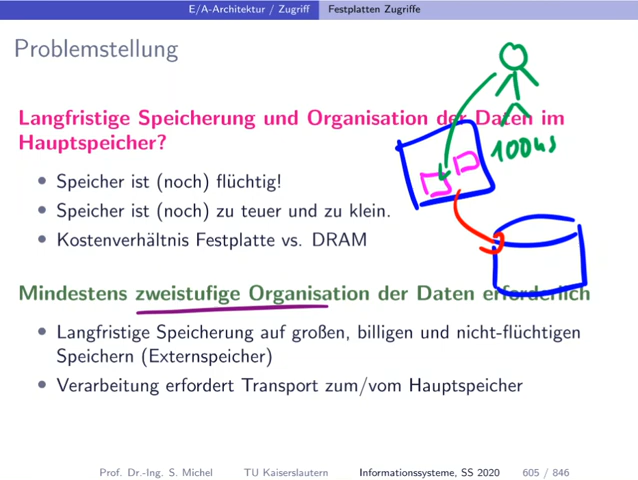 E/A-Architektur / Zugriff Festplatten Zugriffe
Problemstellung
Langfristige Speicherung und Organisation der Daten im
Hauptspeicher?
• Speicher ist (noch) flüchtig!
• Speicher ist (noch) zu teuer und zu klein.
• Kostenverhältnis Festplatte vs. DRAM
100us
Mindestens zweistufige Organisation der Daten erforderlich
• Langfristige Speicherung auf großen, billigen und nicht-flüchtigen
Speichern (Externspeicher)
• Verarbeitung erfordert Transport zum/vom Hauptspeicher
Prof. Dr.-Ing. S. Michel TU Kaiserslautern Informationssysteme, SS 2020 605 / 846